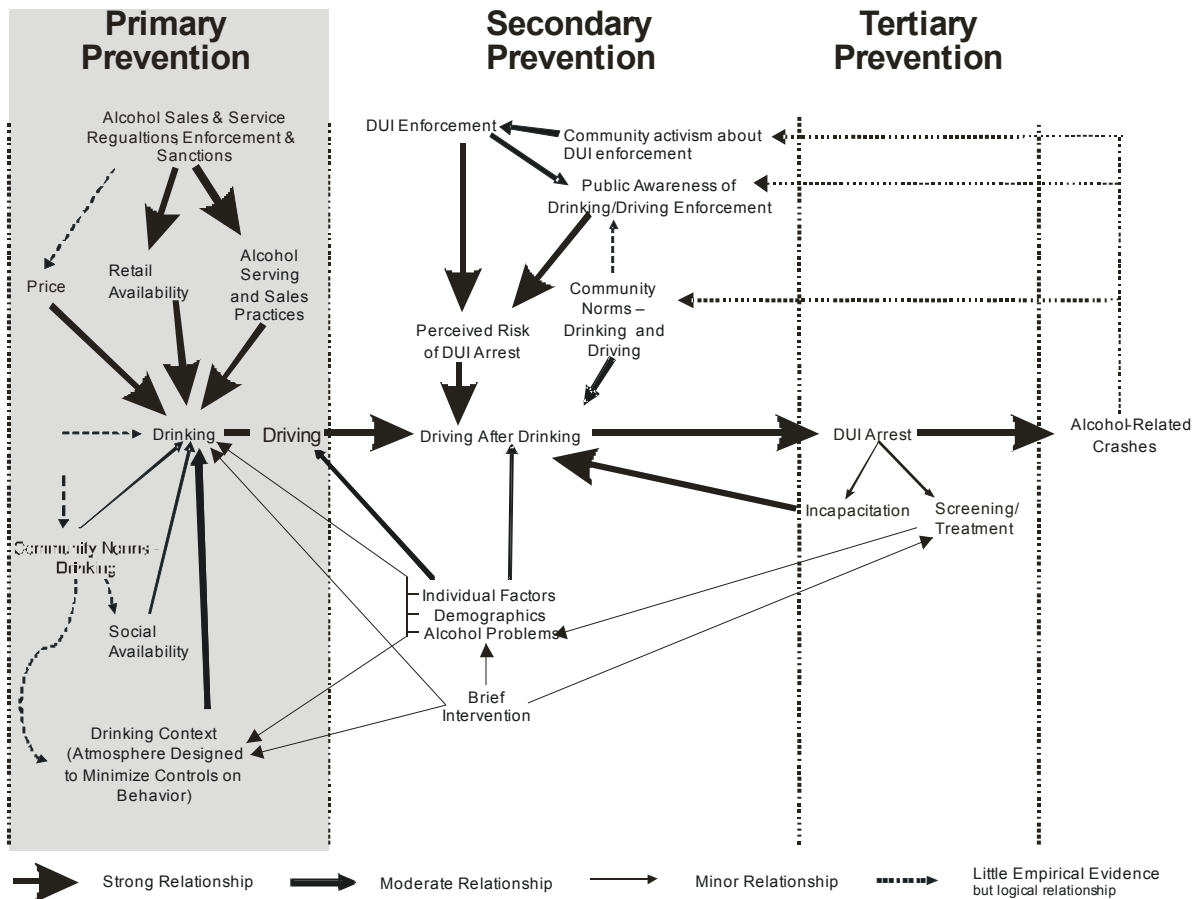 Primary
Prevention
Secondary
Prevention
Tertiary
Prevention
Alcohol Sales & Service
Regualtions Enforcement &
Sanctions
Price
Retail
Availability
Alcohol
Serving
and Sales
Practices
DUI Enforcement
Community activism about
DUI enforcement
Public Awareness of
Drinking/Driving Enforcement
Perceived Risk
of DUI Arrest
Community
Norms –
Drinking and
Driving
Drinking
Driving
Driving After Drinking
DUI Arrest
Alcohol-Related
Crashes
Incapacitation
Screening/
Treatment
Community Norms -
Drinking
Social
Availability
Individual Factors
Demographics
Alcohol Problems
Brief
Intervention
Drinking Context
(Atmosphere Designed
to Minimize Controls on
Behavior)
Strong Relationship
Moderate Relationship
Minor Relationship
Little Empirical Evidence
but logical relationship